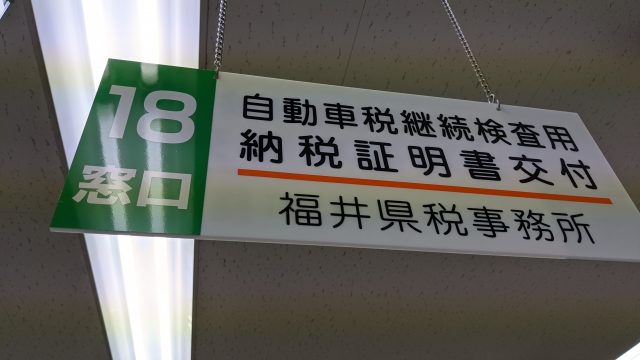 18
窓口
自動車税継続検査用
納税証明書交付
福井県税事務所